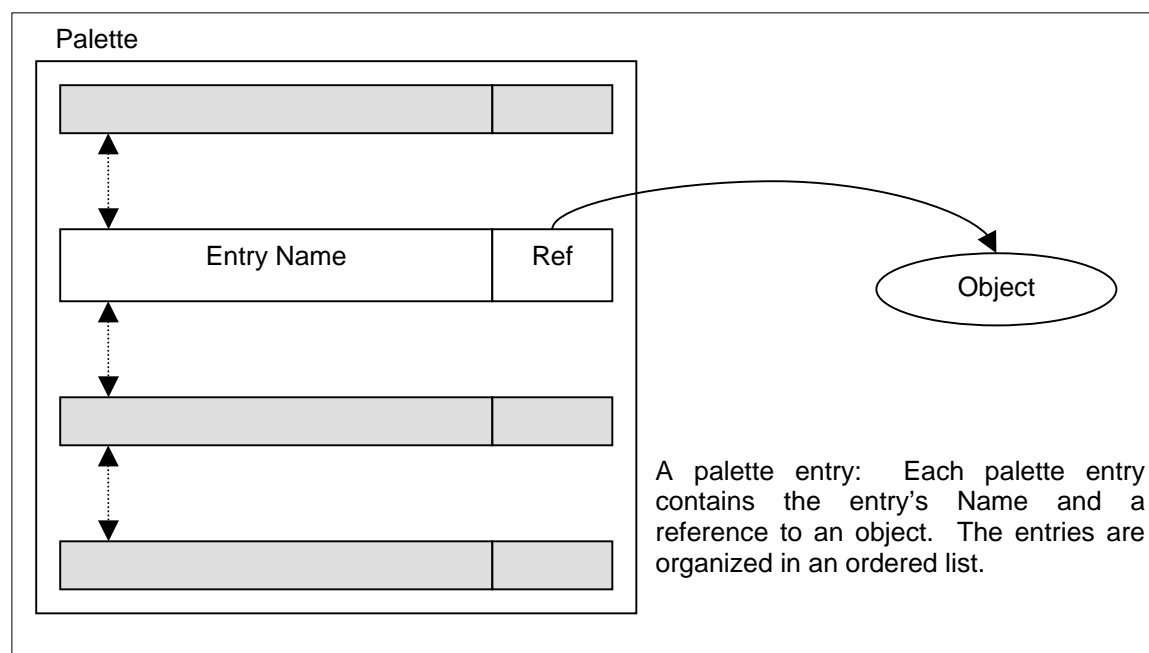 Palette
Entry Name
Ref
Object
A palette entry: Each palette entry
contains the entry’s Name and a
reference to an object. The entries are
organized in an ordered list.